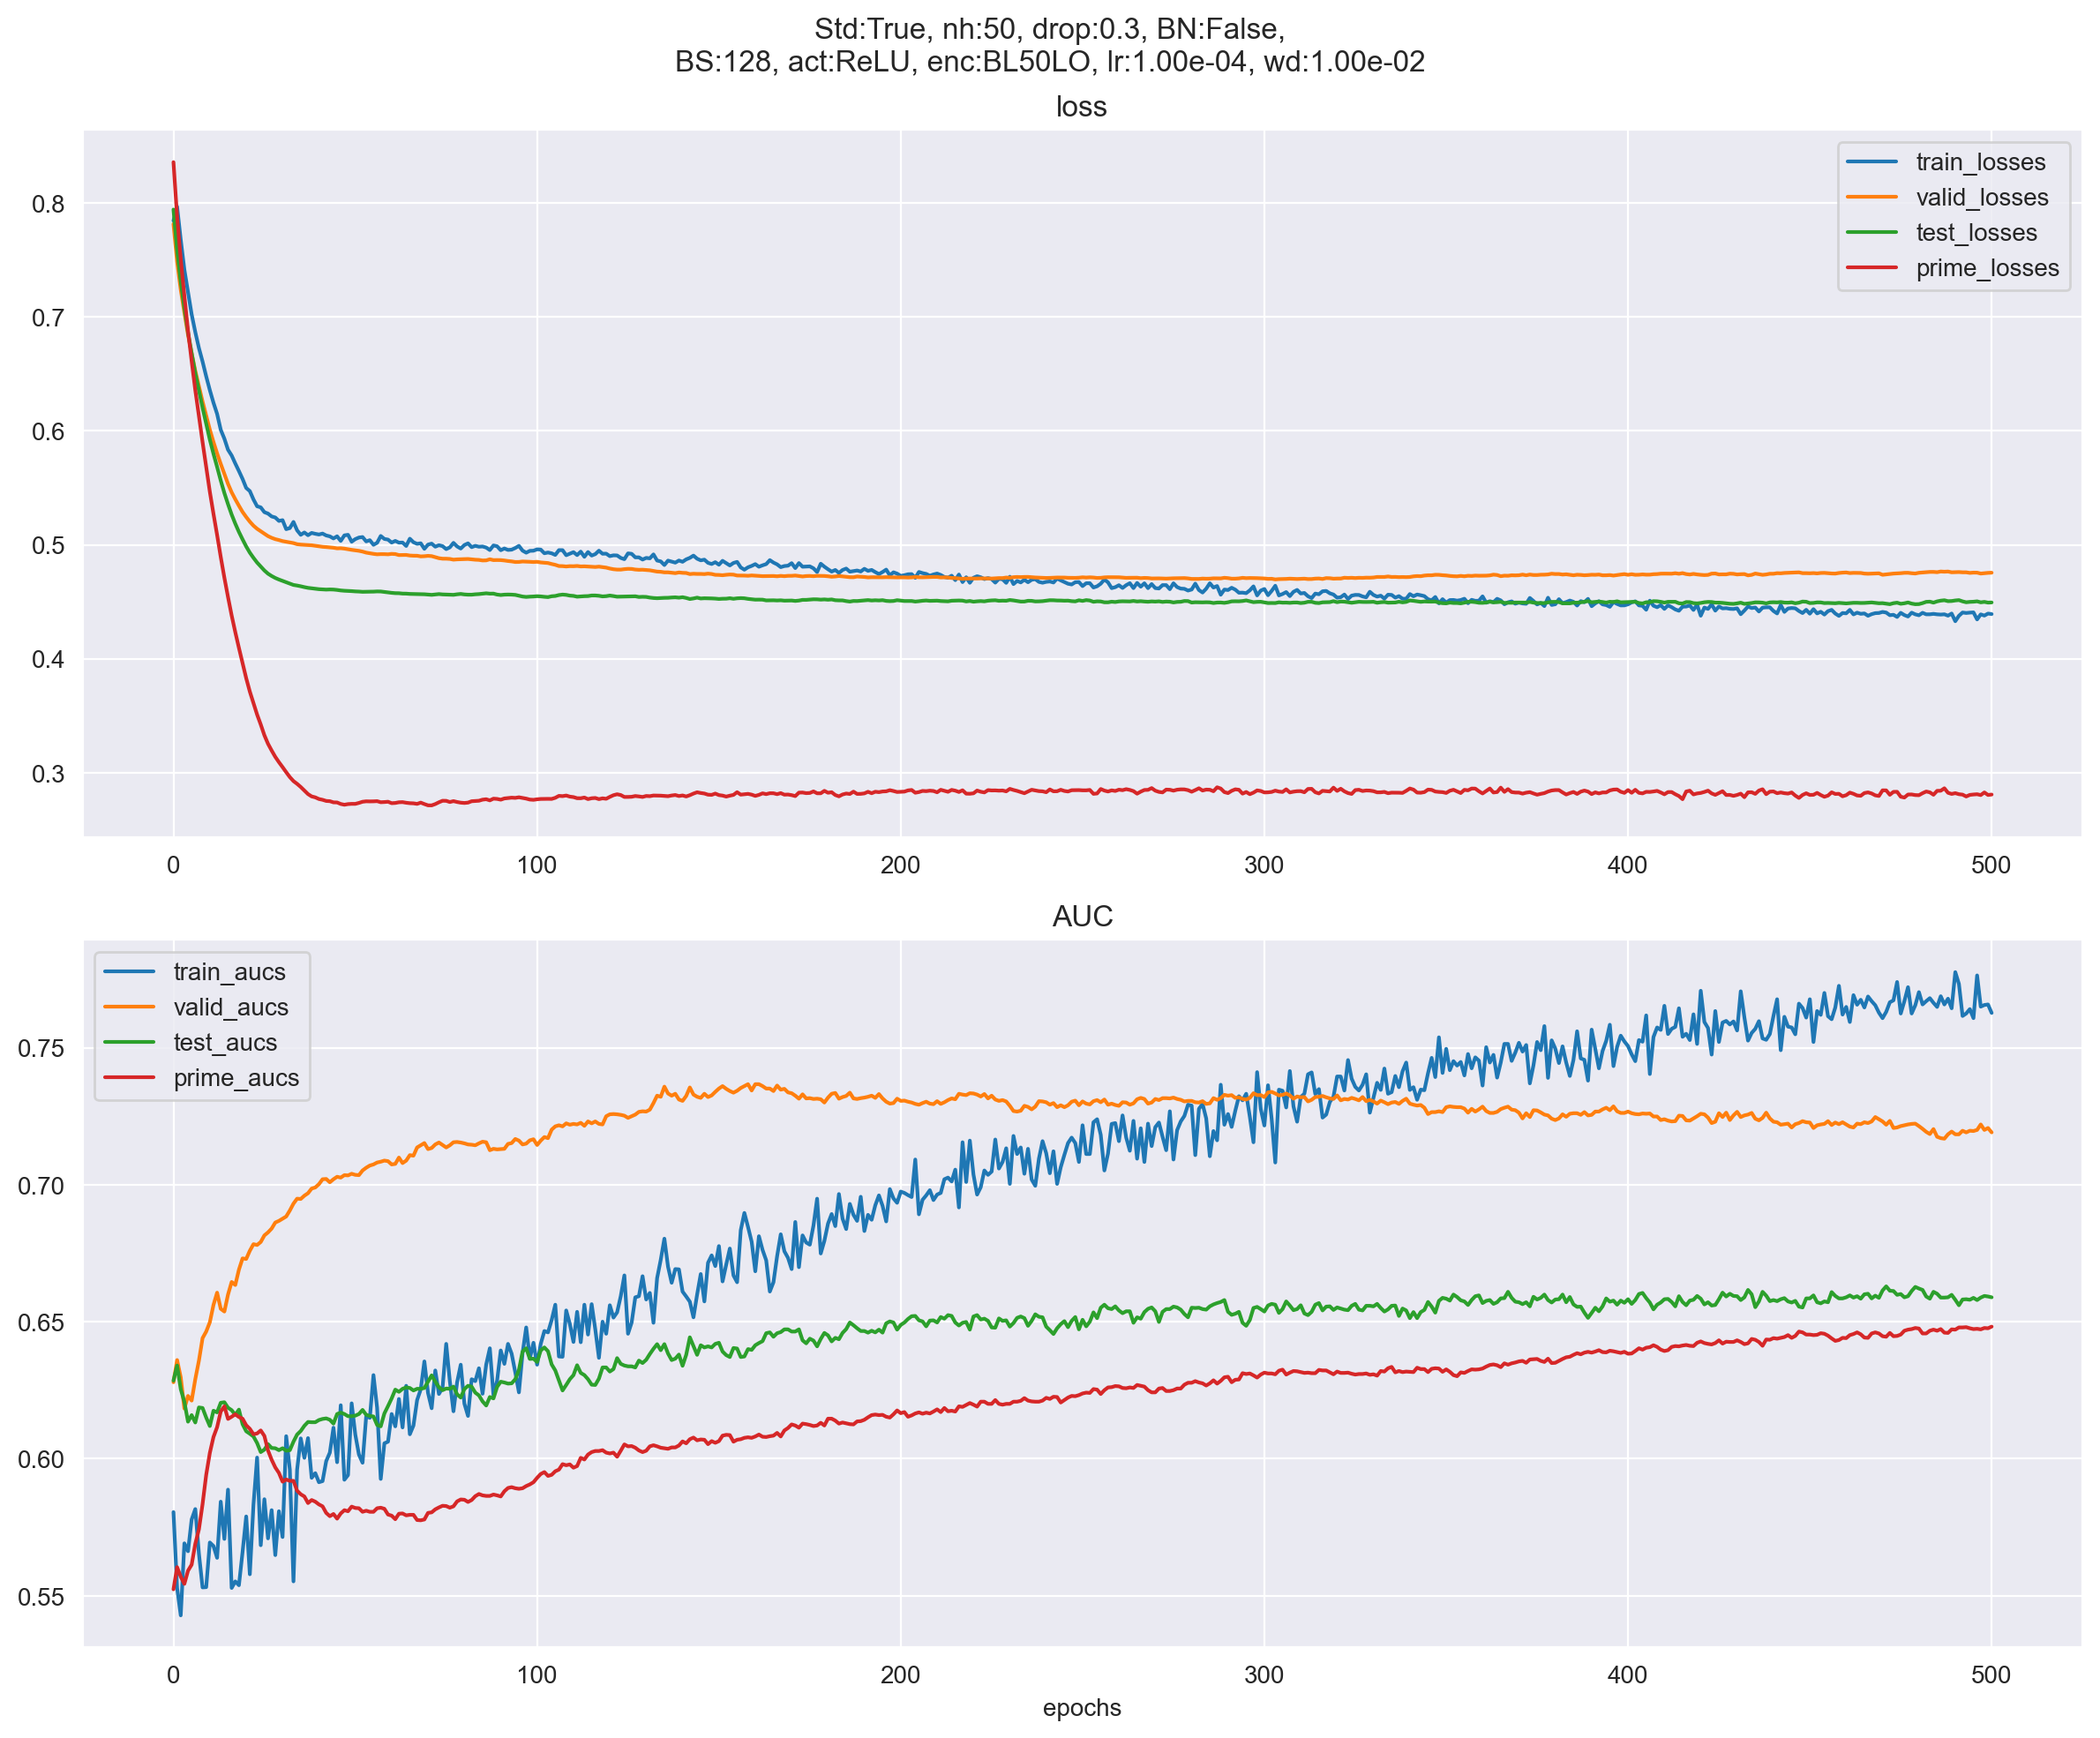 Std:True, nh:50, drop:0.3, BN:False,
BS:128, act:ReLU, enc:BL50LO, lr:1.00e-04, wd:1.00e-02
loss
train_losses
valid_losses
test_losses
prime_losses
0.8
0.7
0.6
0.5
0.4
0.3
0
100
200
300
400
500
AUC
train_aucs
valid_aucs
test_aucs
prime_aucs
0.75
0.70
0.65
0.60
0.55
0
100
200
300
400
500
epochs